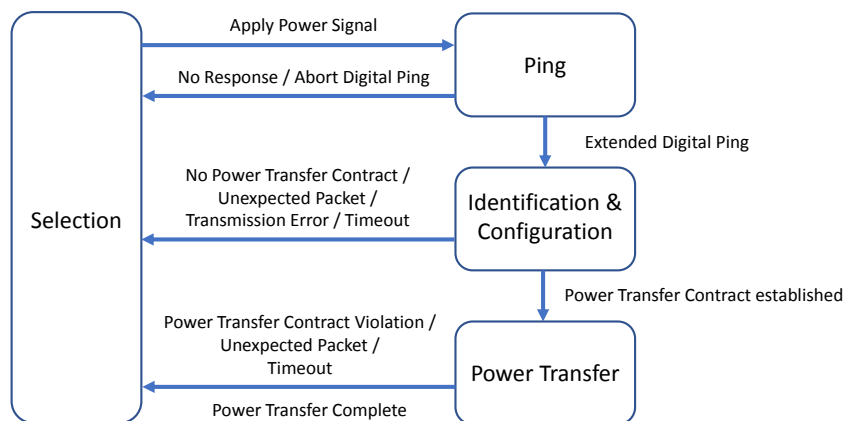 Apply Power Signal
Ping
No Response / Abort Digital Ping
Extended Digital Ping
No Power Transfer Contract /
Unexpected Packet /
Transmission Error / Timeout
Selection
Identification &
Configuration
Power Transfer Contract established
Power Transfer Contract Violation /
Unexpected Packet /
Timeout
Power Transfer
Power Transfer Complete